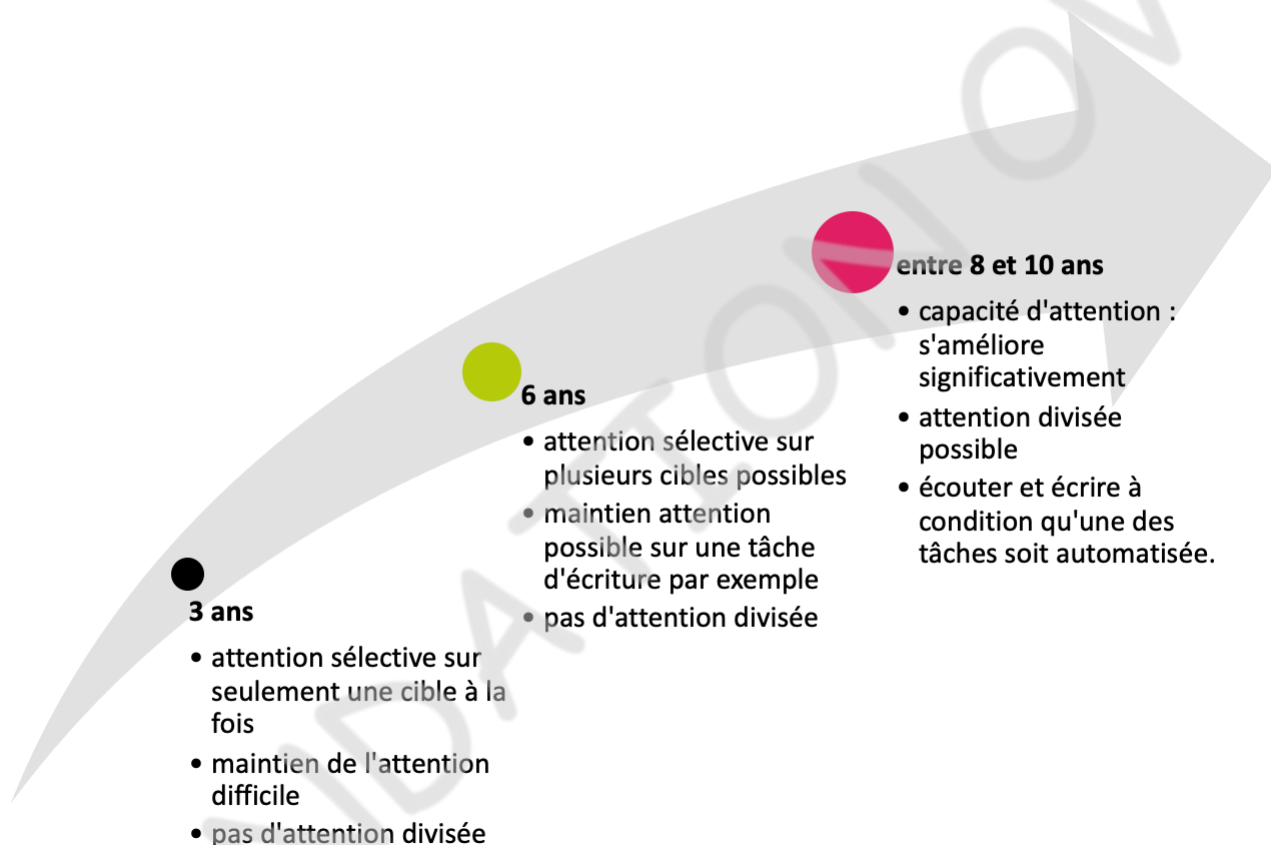 3 ans
• attention sélective sur
seulement une cible à la
fois
• maintien de l'attention
difficile
• pas d'attention divisée
6 ans
• attention sélective sur
plusieurs cibles possibles
• maintien attention
possible sur une tâche
d'écriture par exemple
• pas d'attention divisée
entre 8 et 10 ans
• capacité d'attention :
s'améliore
significativement
• attention divisée
possible
• écouter et écrire à
condition qu'une des
tâches soit automatisée.